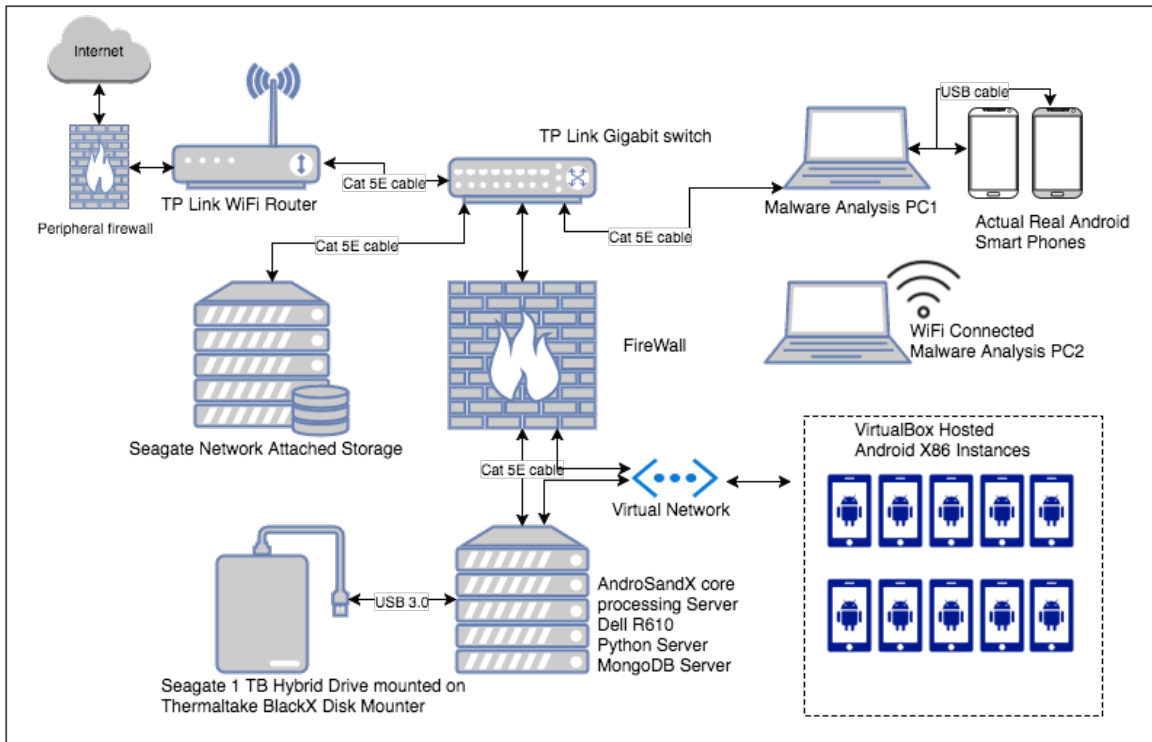 Internet
Peripheral firewall
TP Link WiFi Router
Cat 5E cable
TP Link Gigabit switch
Cat 5E cable
Cat 5E cable
USB cable
Malware Analysis PC1
Actual Real Android
Smart Phones
WiFi Connected
Malware Analysis PC2
Seagate Network Attached Storage
FireWall
Cat 5E cable
Virtual Network
VirtualBox Hosted
Android X86 Instances
USB 3.0
Seagate 1 TB Hybrid Drive mounted on
Thermaltake BlackX Disk Mounter
AndroSandX core
processing Server
Dell R610
Python Server
MongoDB Server